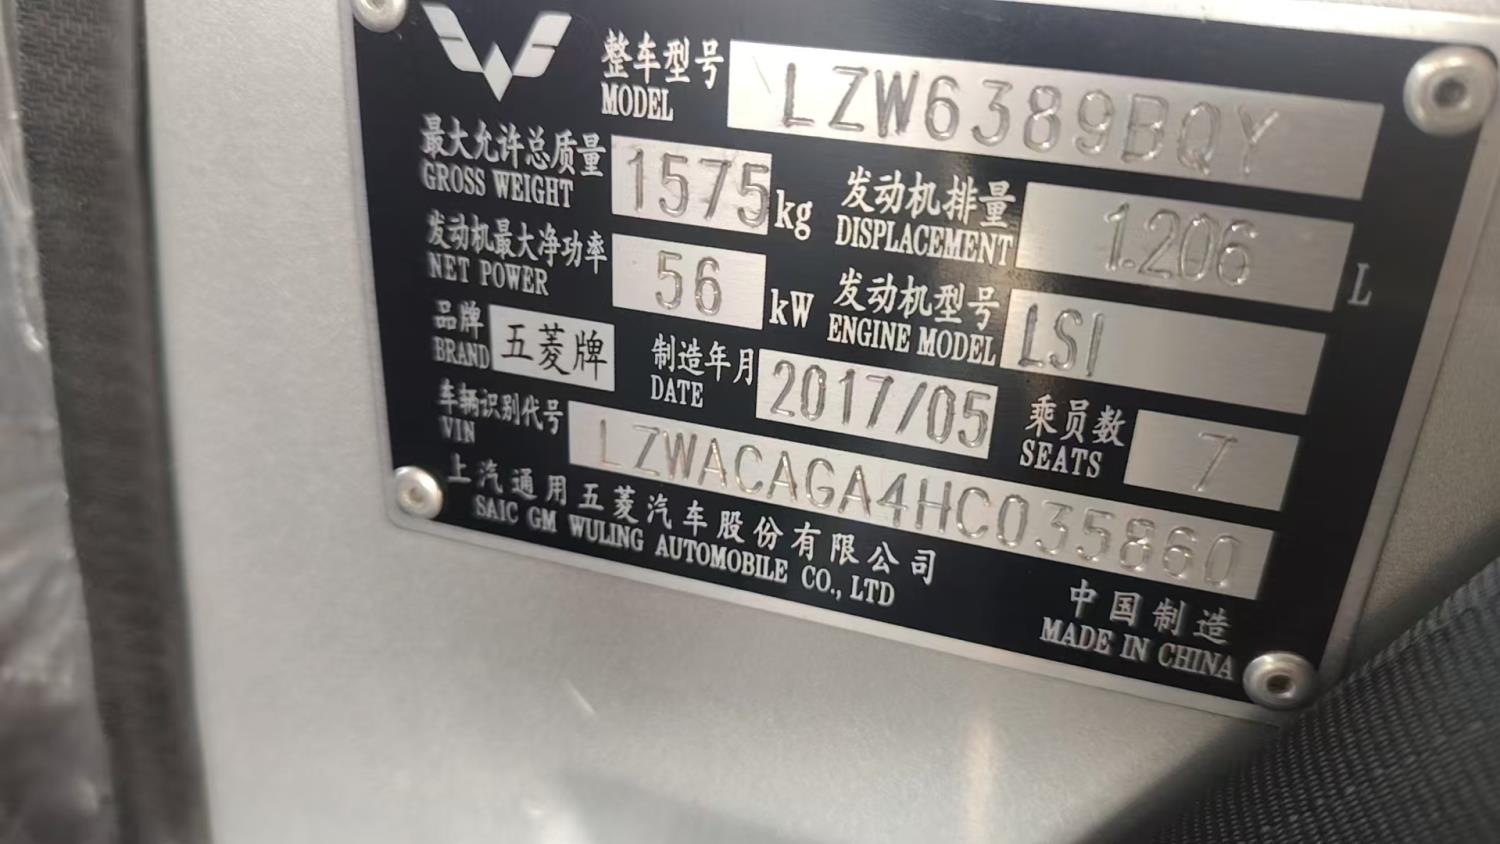 整车型号 LZW6389BQY
MODEL
最大允许总质量 1575 kg 发动机排量 1.206 L
GROSS WEIGHT DISPLACEMENT
发动机最大净功率 56 kW 发动机型号 LSI
NET POWER ENGINE MODEL
品牌 五菱牌 制造年月 2017/05 乘员数 7
BRAND DATE SEATS
车辆识别代号 LZWACAGA4HC035860
VIN
上汽通用五菱汽车股份有限公司
SAIC GM WULING AUTOMOBILE CO., LTD
中国制造
MADE IN CHINA